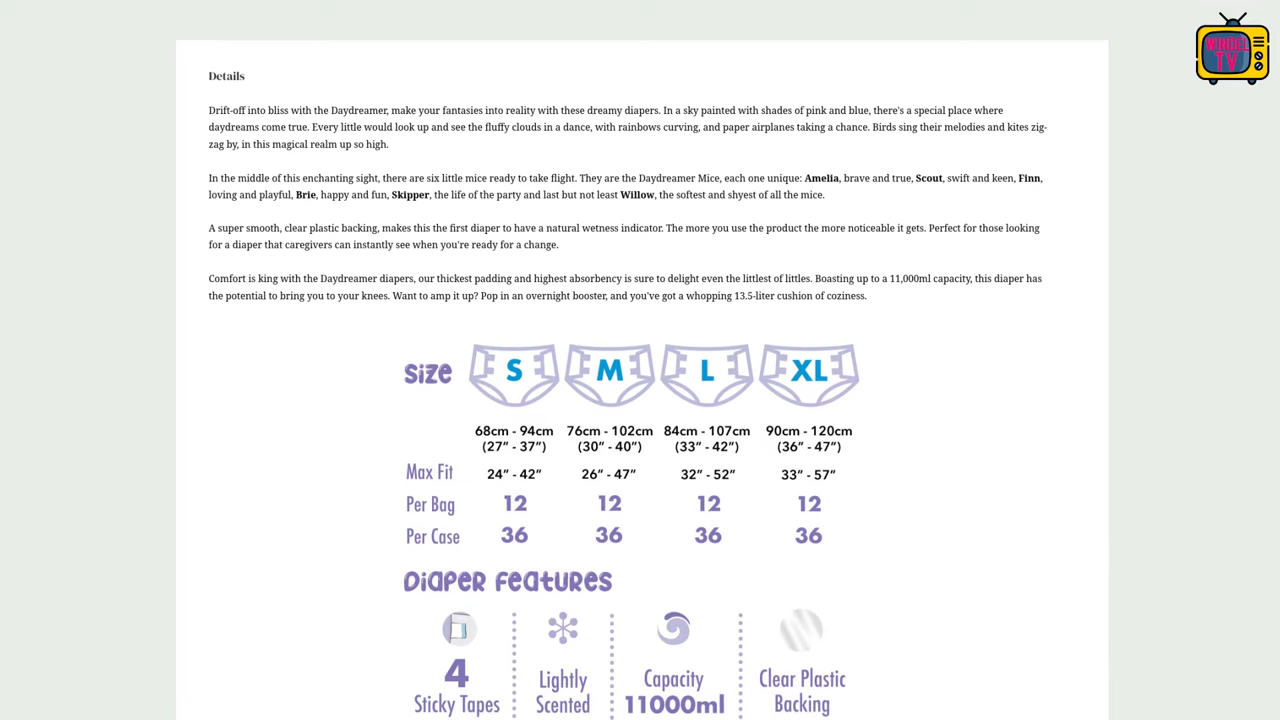 WINDEL
TV
Details
Drift-off into bliss with the Daydreamer, make your fantasies into reality with these dreamy diapers. In a sky painted with shades of pink and blue, there's a special place where
daydreams come true. Every little would look up and see the fluffy clouds in a dance, with rainbows curving, and paper airplanes taking a chance. Birds sing their melodies and kites zig-
zag by, in this magical realm up so high.
In the middle of this enchanting sight, there are six little mice ready to take flight. They are the Daydreamer Mice, each one unique: Amelia, brave and true, Scout, swift and keen, Finn,
loving and playful, Brie, happy and fun, Skipper, the life of the party and last but not least Willow, the softest and shyest of all the mice.
A super smooth, clear plastic backing, makes this the first diaper to have a natural wetness indicator. The more you use the product the more noticeable it gets. Perfect for those looking
for a diaper that caregivers can instantly see when you're ready for a change.
Comfort is king with the Daydreamer diapers, our thickest padding and highest absorbency is sure to delight even the littlest of littles. Boasting up to a 11,000ml capacity, this diaper has
the potential to bring you to your knees. Want to amp it up? Pop in an overnight booster, and you've got a whopping 13.5-liter cushion of coziness.
Size S M L XL
68cm - 94cm 76cm - 102cm 84cm - 107cm 90cm - 120cm
(27” - 37”) (30” - 40”) (33” - 42”) (36” - 47”)
Max Fit 24” - 42” 26” - 47” 32” - 52” 33” - 57”
Per Bag 12 12 12 12
Per Case 36 36 36 36
Diaper Features
4
Sticky Tapes
Lightly
Scented
Capacity
11000ml
Clear Plastic
Backing